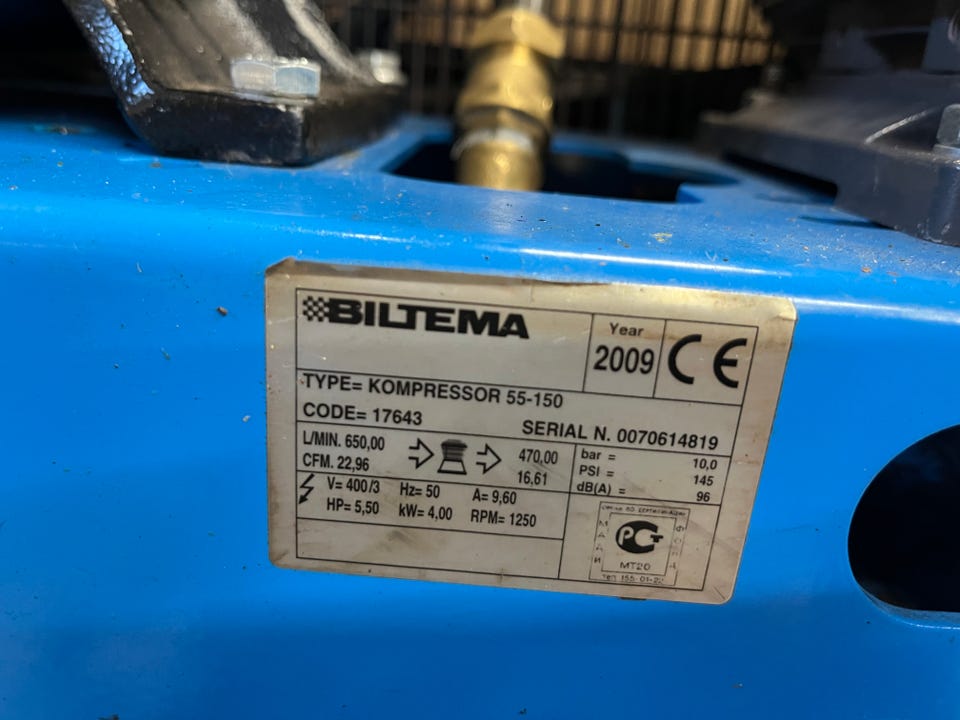 BILTEMA
Year
2009
CE
TYPE= KOMPRESSOR 55-150
CODE= 17643
SERIAL N. 0070614819
L/MIN. 650,00
470,00
CFM. 22,96
16,61
bar = 10,0
PSI = 145
dB(A) = 96
V= 400/3 Hz= 50 A= 9,60
HP= 5,50 kW= 4,00 RPM= 1250
МТ20